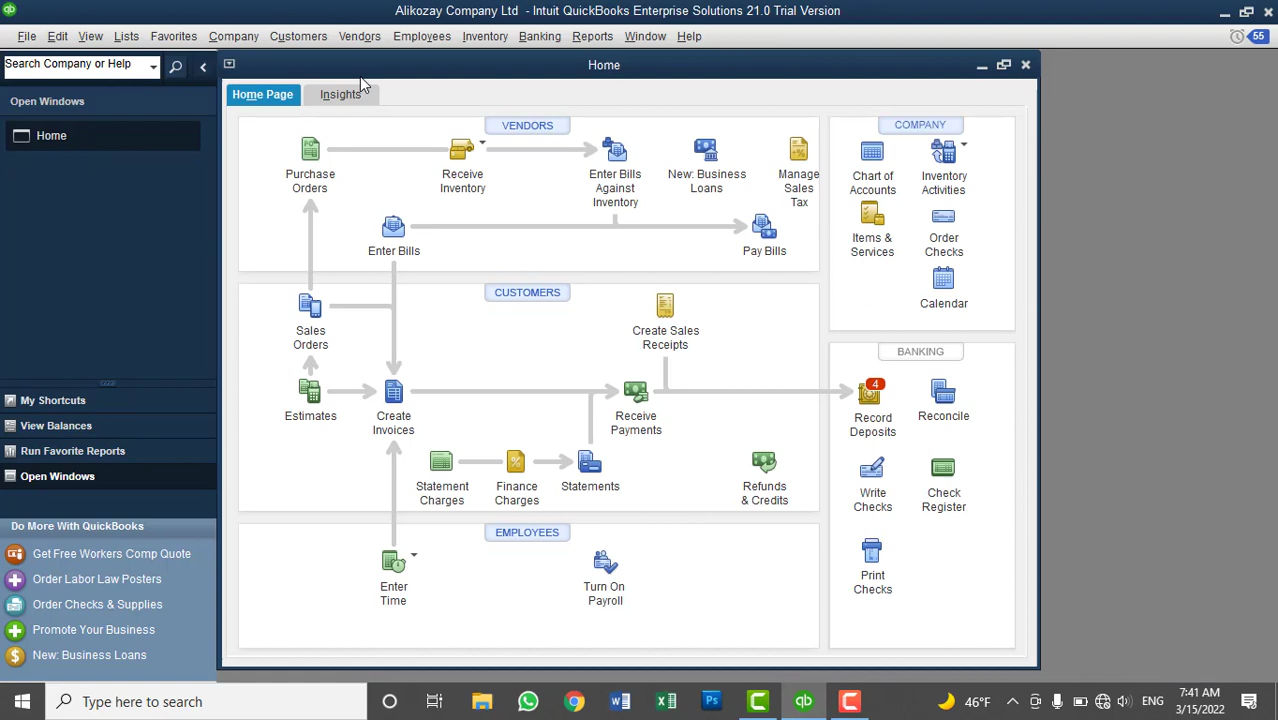 Alikozay Company Ltd - Intuit QuickBooks Enterprise Solutions 21.0 Trial Version
File Edit View Lists Favorites Company Customers Vendors Employees Inventory Banking Reports Window Help
55
Search Company or Help
Home
Open Windows
Home
Home Page Insights
VENDORS
Purchase
Orders
Receive
Inventory
Enter Bills
Against
Inventory
New: Business
Loans
Manage
Sales
Tax
Enter Bills
Pay Bills
CUSTOMERS
Sales
Orders
Create Sales
Receipts
Estimates
Create
Invoices
Receive
Payments
Statement
Charges
Finance
Charges
Statements
Refunds
& Credits
EMPLOYEES
Enter
Time
Turn On
Payroll
COMPANY
Chart of
Accounts
Inventory
Activities
Items &
Services
Order
Checks
Calendar
BANKING
4
Record
Deposits
Reconcile
Write
Checks
Check
Register
Print
Checks
My Shortcuts
View Balances
Run Favorite Reports
Open Windows
Do More With QuickBooks
Get Free Workers Comp Quote
Order Labor Law Posters
Order Checks & Supplies
Promote Your Business
New: Business Loans
Type here to search
46°F
ENG
7:41 AM
3/15/2022